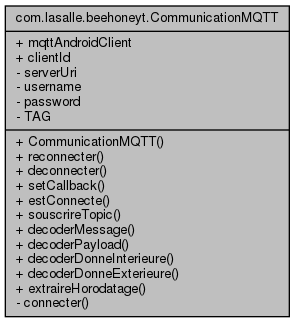 com.lasalle.beehoneyt.CommunicationMQTT
+ mqttAndroidClient
+ clientId
- serverUri
- username
- password
- TAG
+ CommunicationMQTT()
+ reconnecter()
+ deconnecter()
+ setCallback()
+ estConnecte()
+ souscrireTopic()
+ decoderMessage()
+ decoderPayload()
+ decoderDonneInterieure()
+ decoderDonneExterieure()
+ extraireHorodatage()
- connecter()